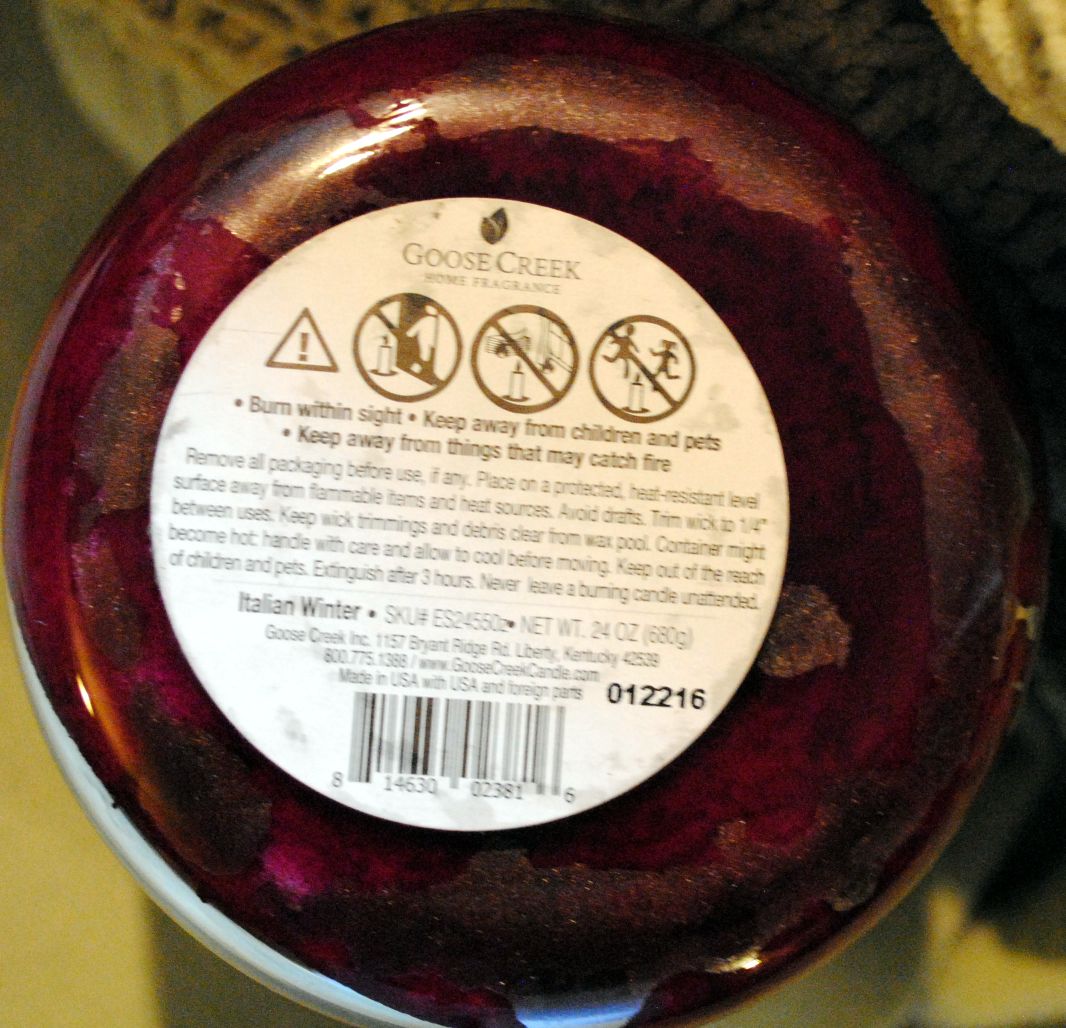 GOOSE CREEK
HOME FRAGRANCE
• Burn within sight • Keep away from children and pets
• Keep away from things that may catch fire
Remove all packaging before use, if any. Place on a protected, heat-resistant level
surface away from flammable items and heat sources. Avoid drafts. Trim wick to 1/4"
between uses. Keep wick trimmings and debris clear from wax pool. Container might
become hot: handle with care and allow to cool before moving. Keep out of the reach
of children and pets. Extinguish after 3 hours. Never leave a burning candle unattended.
Italian Winter • SKU# ES24550z • NET WT. 24 OZ (680g)
Goose Creek Inc. 1157 Bryant Ridge Rd. Liberty, Kentucky 42539
800.775.1388 / www.GooseCreekCandle.com
Made in USA with USA and foreign parts 012216
8 14630 02381 6